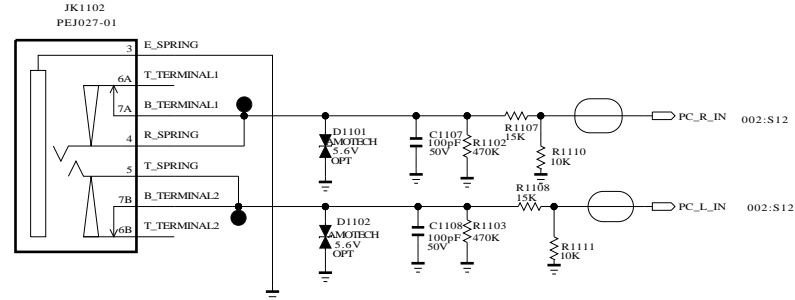 JK1102
PEJ027-01
3 E_SPRING
6A T_TERMINAL1
7A B_TERMINAL1
4 R_SPRING
5 T_SPRING
7B B_TERMINAL2
6B T_TERMINAL2
D1101
AMOTECH
5.6V
OPT
C1107
100pF
50V
R1102
470K
R1107
15K
R1110
10K
PC_R_IN 002:S12
D1102
AMOTECH
5.6V
OPT
C1108
100pF
50V
R1103
470K
R1108
15K
R1111
10K
PC_L_IN 002:S12